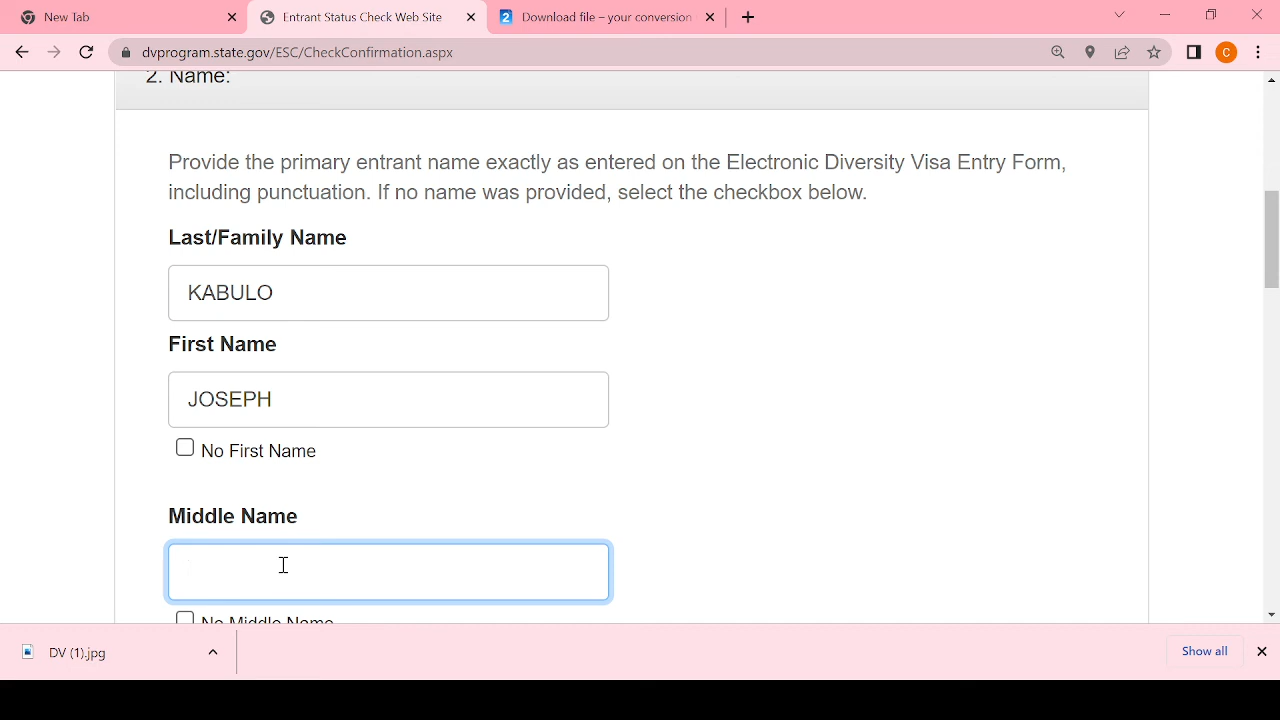 New Tab
Entrant Status Check Web Site
Download file – your conversion
dvprogram.state.gov/ESC/CheckConfirmation.aspx
C
2. Name:
Provide the primary entrant name exactly as entered on the Electronic Diversity Visa Entry Form,
including punctuation. If no name was provided, select the checkbox below.
Last/Family Name
KABULO
First Name
JOSEPH
No First Name
Middle Name
No Middle Name
DV (1).jpg
Show all